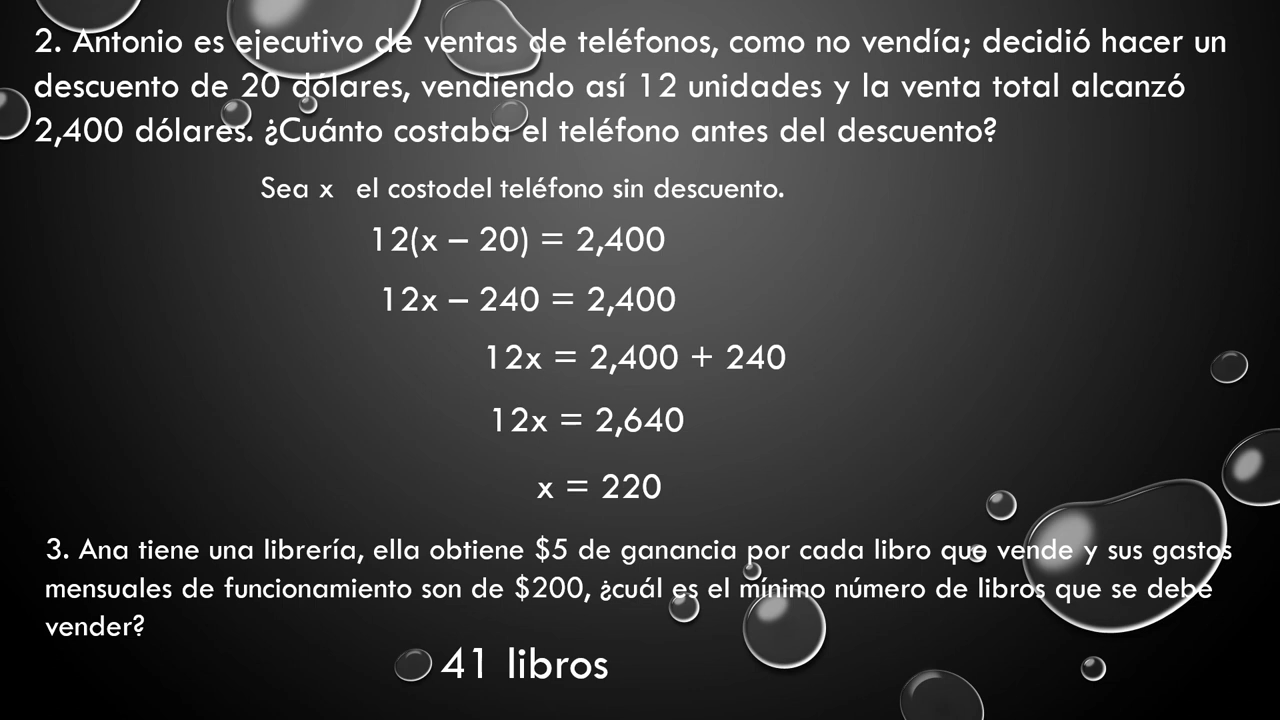 2. Antonio es ejecutivo de ventas de teléfonos, como no vendía; decidió hacer un
descuento de 20 dólares, vendiendo así 12 unidades y la venta total alcanzó
2,400 dólares. ¿Cuánto costaba el teléfono antes del descuento?
Sea x el costodel teléfono sin descuento.
12(x – 20) = 2,400
12x – 240 = 2,400
12x = 2,400 + 240
12x = 2,640
x = 220
3. Ana tiene una librería, ella obtiene $5 de ganancia por cada libro que vende y sus gastos
mensuales de funcionamiento son de $200, ¿cuál es el mínimo número de libros que se debe
vender?
41 libros